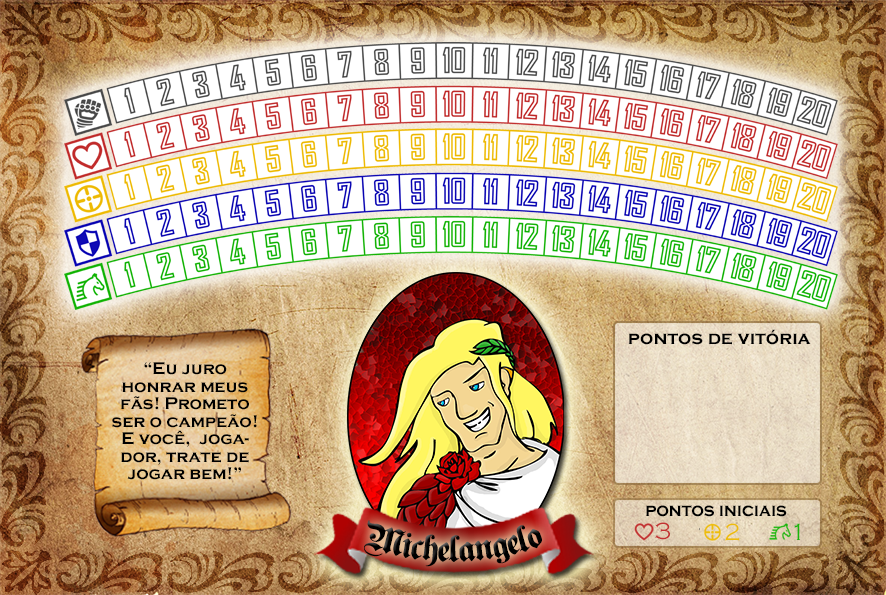 1 2 3 4 5 6 7 8 9 10 11 12 13 14 15 16 17 18 19 20
1 2 3 4 5 6 7 8 9 10 11 12 13 14 15 16 17 18 19 20
1 2 3 4 5 6 7 8 9 10 11 12 13 14 15 16 17 18 19 20
1 2 3 4 5 6 7 8 9 10 11 12 13 14 15 16 17 18 19 20
1 2 3 4 5 6 7 8 9 10 11 12 13 14 15 16 17 18 19 20
“EU JURO
HONRAR MEUS
FÃS! PROMETO
SER O CAMPEÃO!
E VOCÊ, JOGA-
DOR, TRATE DE
JOGAR BEM!”
Michelangelo
PONTOS DE VITÓRIA
PONTOS INICIAIS
3 2 1